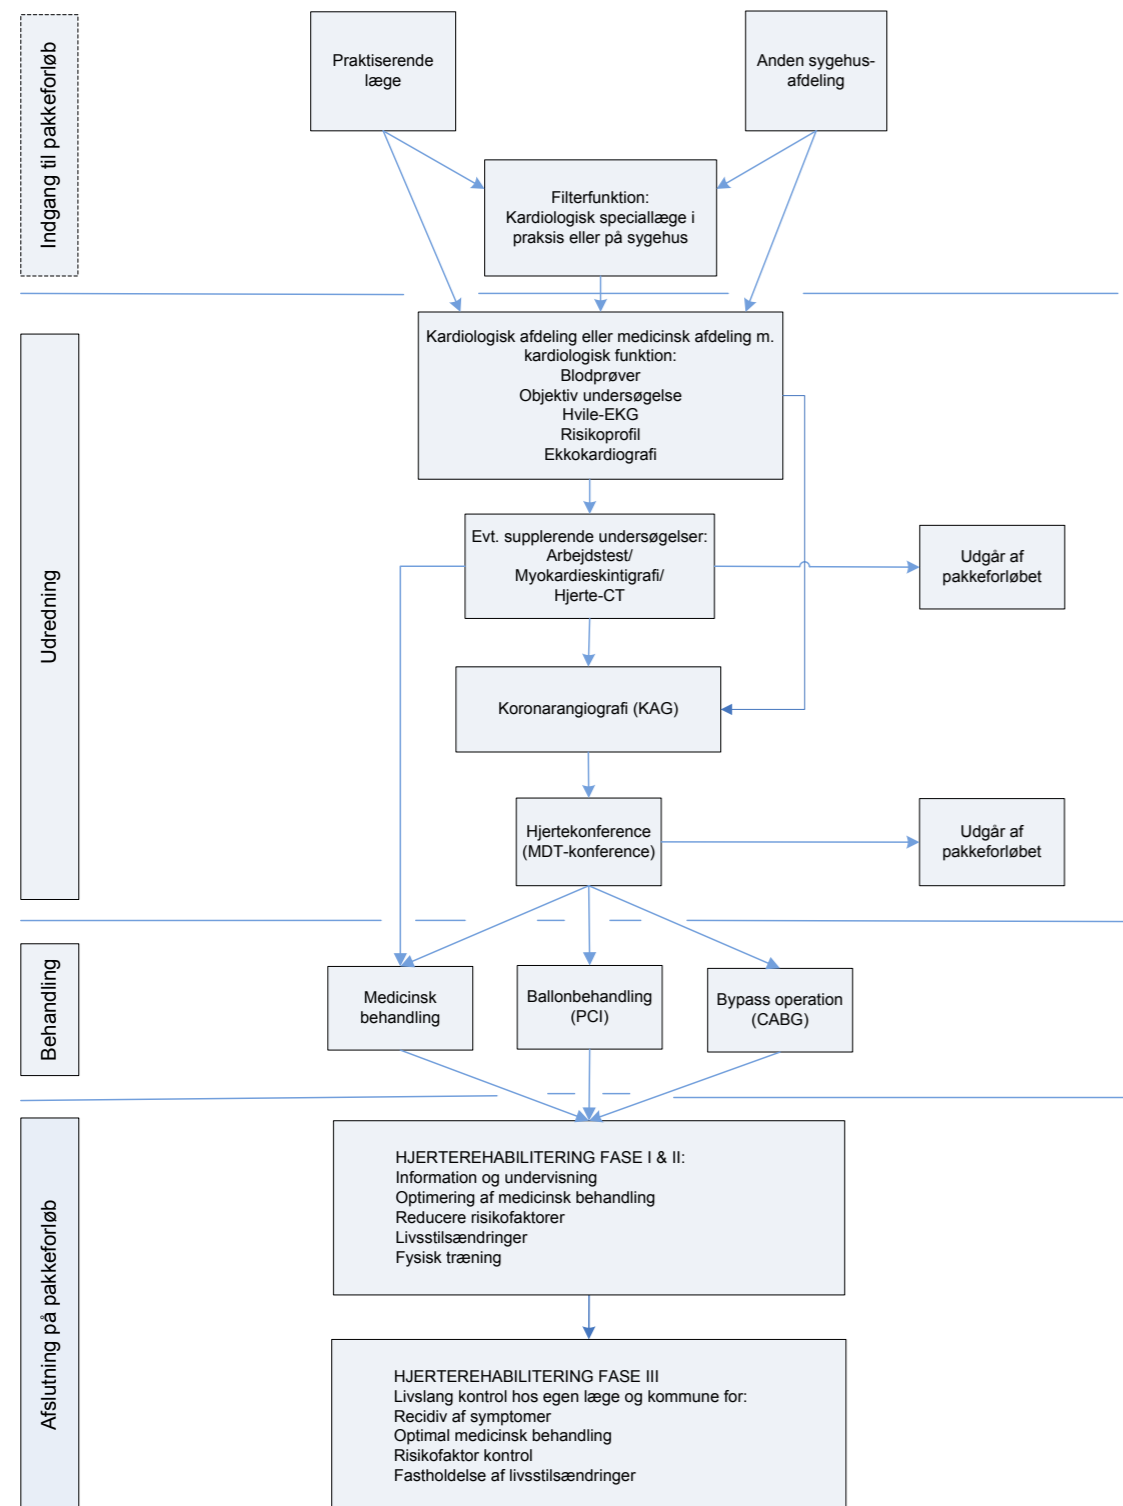 Indgang til pakkeforløb
Praktiserende
læge
Anden sygehus-
afdeling
Filterfunktion:
Kardiologisk speciallæge i
praksis eller på sygehus
Udredning
Kardiologisk afdeling eller medicinsk afdeling m.
kardiologisk funktion:
Blodprøver
Objektiv undersøgelse
Hvile-EKG
Risikoprofil
Ekkokardiografi
Evt. supplerende undersøgelser:
Arbejdstest/
Myokardieskintigrafi/
Hjerte-CT
Udgår af
pakkeforløbet
Koronarangiografi (KAG)
Hjertekonference
(MDT-konference)
Udgår af
pakkeforløbet
Behandling
Medicinsk
behandling
Ballonbehandling
(PCI)
Bypass operation
(CABG)
Afslutning på pakkeforløb
HJERTEREHABILITERING FASE I & II:
Information og undervisning
Optimering af medicinsk behandling
Reducere risikofaktorer
Livsstilsændringer
Fysisk træning
HJERTEREHABILITERING FASE III
Livslang kontrol hos egen læge og kommune for:
Recidiv af symptomer
Optimal medicinsk behandling
Risikofaktor kontrol
Fastholdelse af livsstilsændringer